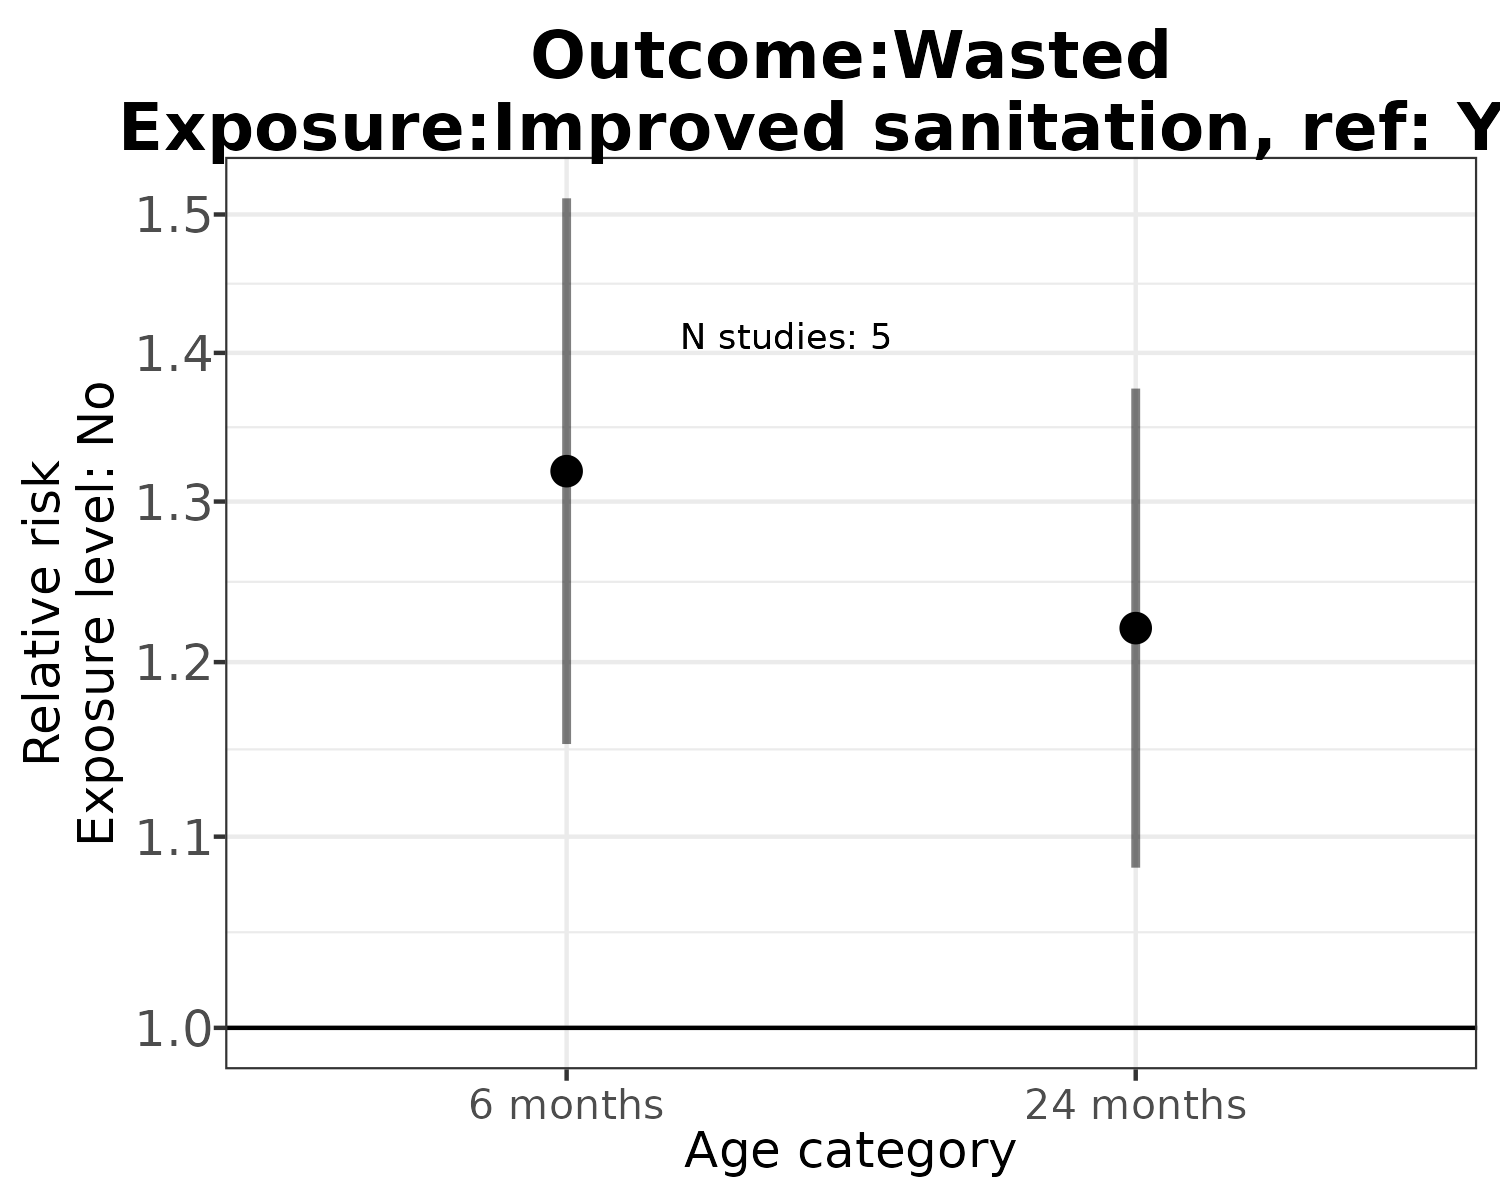 Outcome:Wasted
Exposure:Improved sanitation, ref: Y
1.5
1.4
1.3
1.2
1.1
1.0
Relative risk
Exposure level: No
N studies: 5
6 months
24 months
Age category